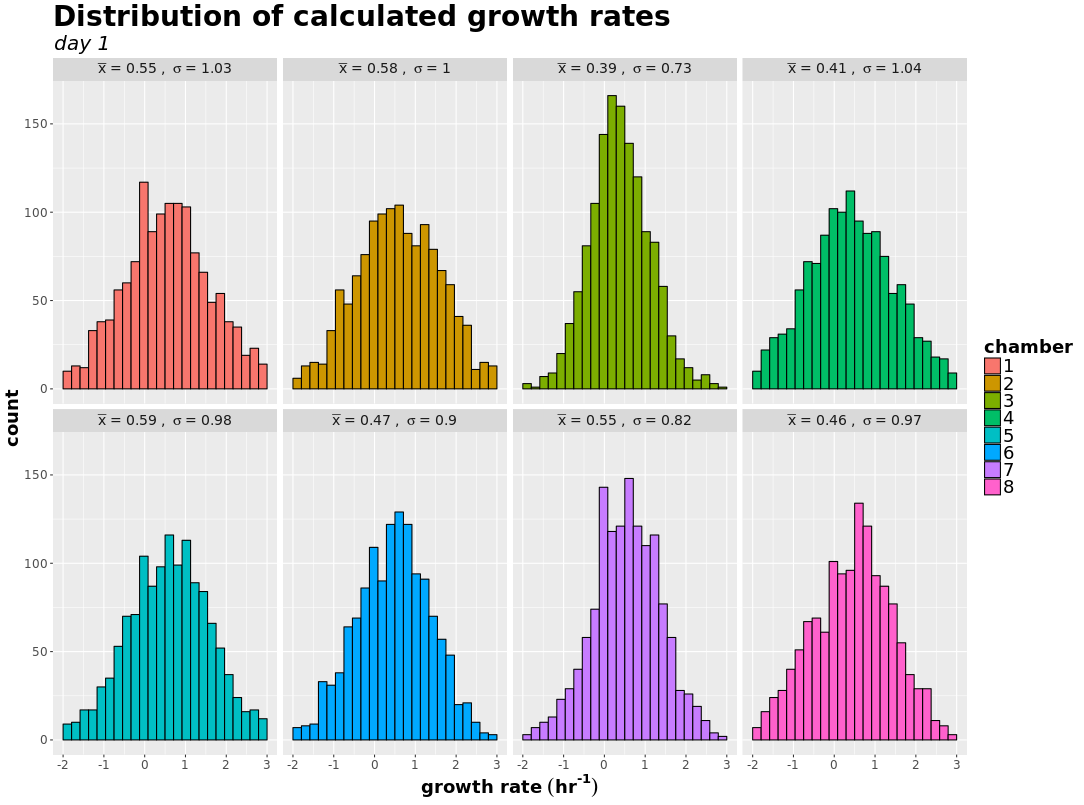 Distribution of calculated growth rates
day 1
x̅ = 0.55 , σ = 1.03
x̅ = 0.58 , σ = 1
x̅ = 0.39 , σ = 0.73
x̅ = 0.41 , σ = 1.04
150
100
50
0
count
x̅ = 0.59 , σ = 0.98
x̅ = 0.47 , σ = 0.9
x̅ = 0.55 , σ = 0.82
x̅ = 0.46 , σ = 0.97
150
100
50
0
-2 -1 0 1 2 3
-2 -1 0 1 2 3
-2 -1 0 1 2 3
-2 -1 0 1 2 3
growth rate (hr⁻¹)
chamber
1
2
3
4
5
6
7
8